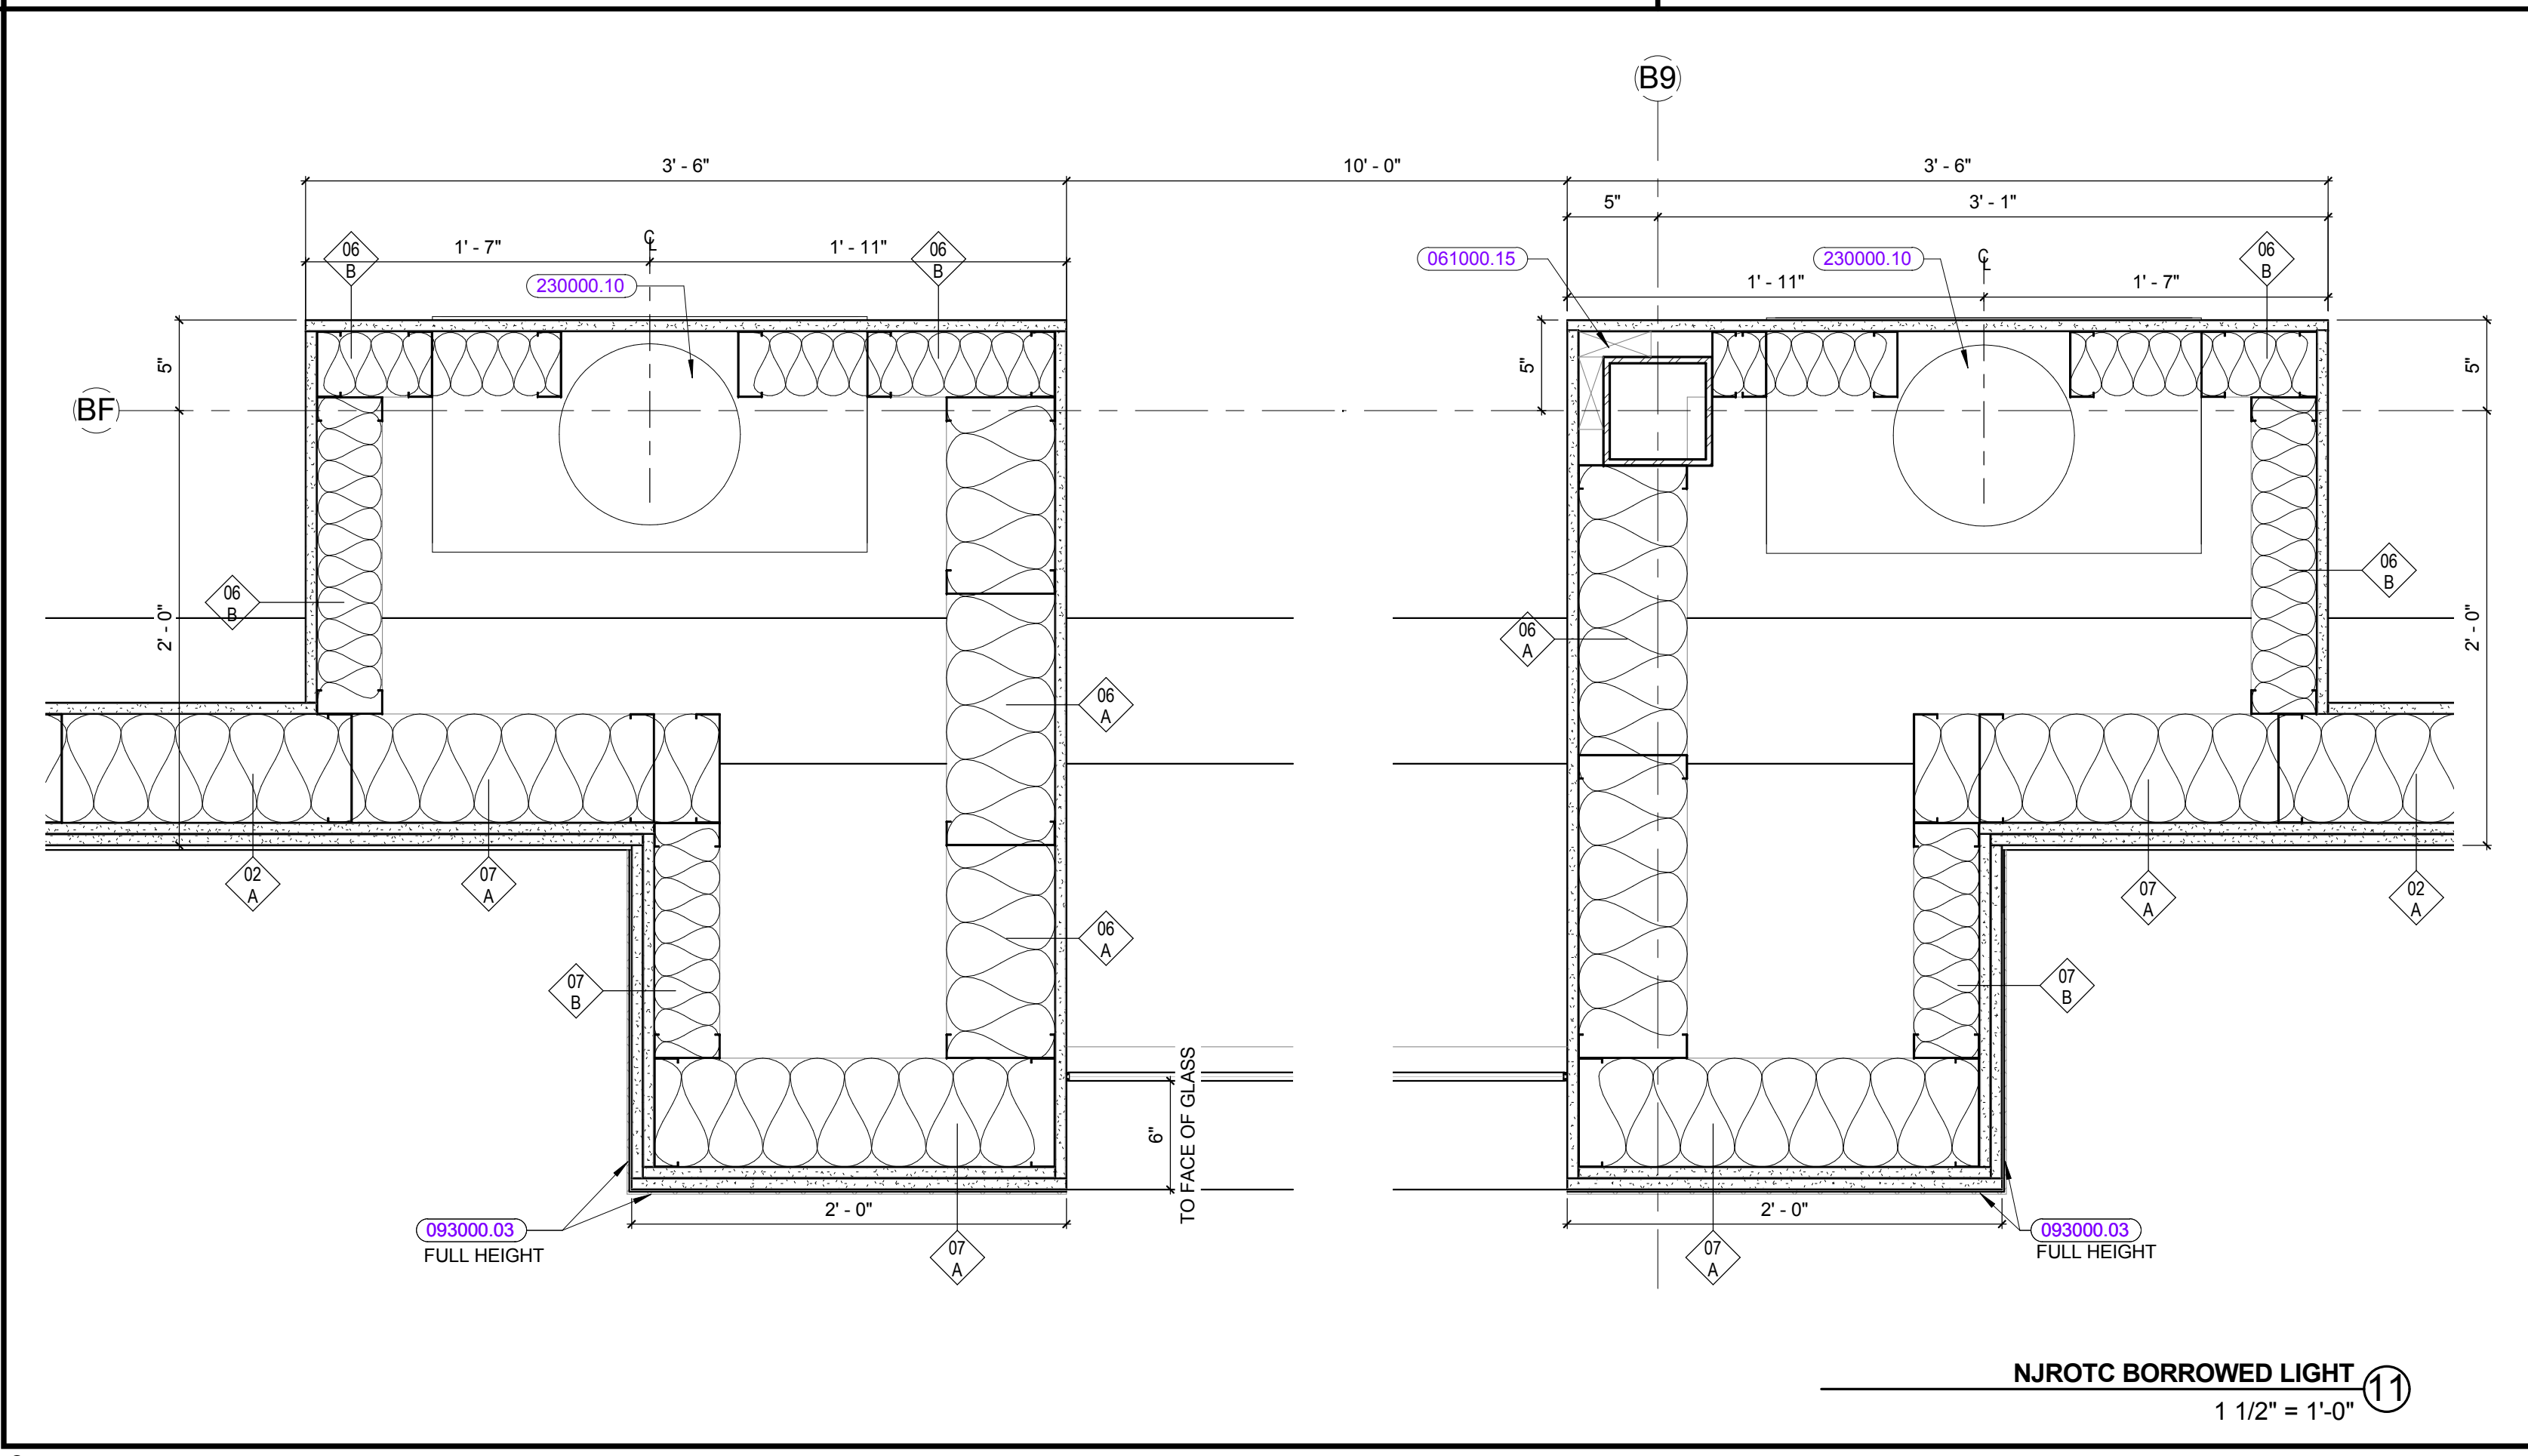 B9
3' - 6"
10' - 0"
3' - 6"
5"
3' - 1"
06
B
1' - 7"
℄
1' - 11"
06
B
061000.15
230000.10
℄
06
B
230000.10
1' - 11"
1' - 7"
5"
5"
5"
BF
06
B
2' - 0"
06
A
06
B
2' - 0"
06
A
02
A
07
A
07
A
02
A
06
A
07
B
07
B
6"
TO FACE OF GLASS
2' - 0"
2' - 0"
093000.03
FULL HEIGHT
07
A
07
A
093000.03
FULL HEIGHT
NJROTC BORROWED LIGHT
11
1 1/2" = 1'-0"